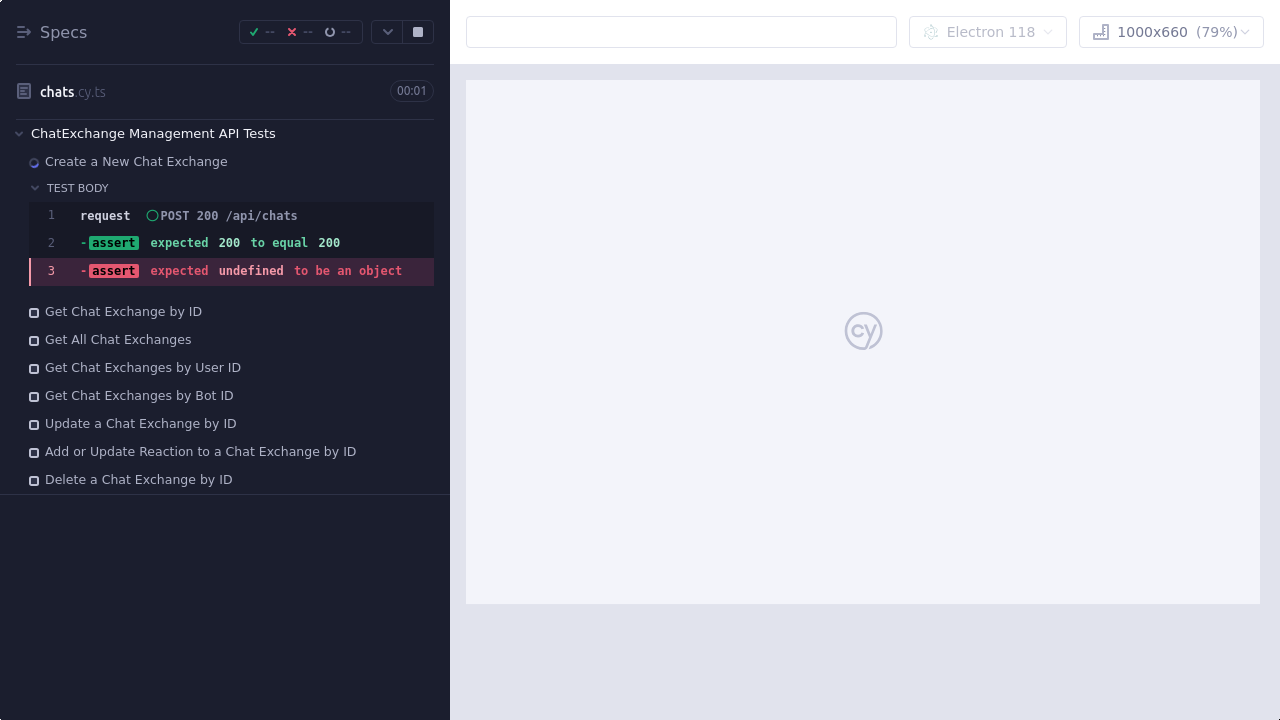 Specs
--
--
--
Electron 118
1000x660 (79%)
chats.cy.ts
00:01
ChatExchange Management API Tests
Create a New Chat Exchange
TEST BODY
1 request POST 200 /api/chats
2 -assert expected 200 to equal 200
3 -assert expected undefined to be an object
Get Chat Exchange by ID
Get All Chat Exchanges
Get Chat Exchanges by User ID
Get Chat Exchanges by Bot ID
Update a Chat Exchange by ID
Add or Update Reaction to a Chat Exchange by ID
Delete a Chat Exchange by ID
cy